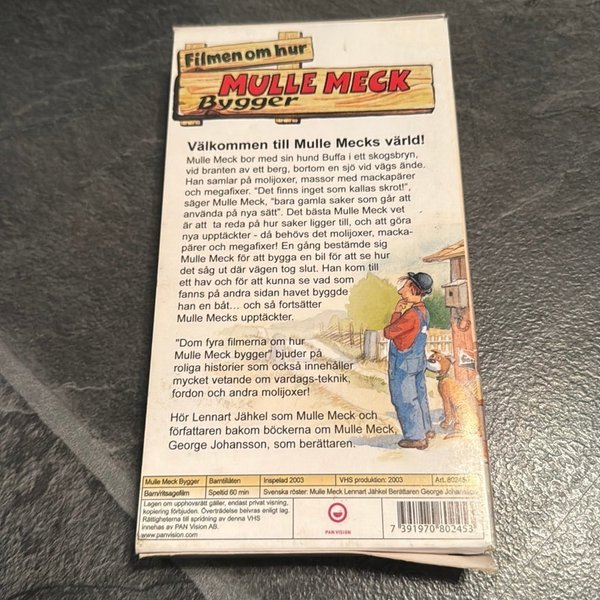 Filmen om hur
MULLE MECK
Bygger
Välkommen till Mulle Mecks värld!
Mulle Meck bor med sin hund Buffa i ett skogsbryn,
vid branten av ett berg, bortom en sjö vid vägs ände.
Han samlar på molijoxer, massor med mackapärer
och megafixer. "Det finns inget som kallas skrot!",
säger Mulle Meck, "bara gamla saker som går att
använda på nya sätt". Det bästa Mulle Meck vet
är att ta reda på hur saker ligger till, och att göra
nya upptäckter - då behövs det molijoxer, macka-
pärer och megafixer! En gång bestämde sig
Mulle Meck för att bygga en bil för att se hur
det såg ut där vägen tog slut. Han kom till
ett hav och för att kunna se vad som
fanns på andra sidan havet byggde
han en båt... och så fortsätter
Mulle Mecks upptäckter.
"Dom fyra filmerna om hur
Mulle Meck bygger" bjuder på
roliga historier som också innehåller
mycket vetande om vardags-teknik,
fordon och andra molijoxer!
Hör Lennart Jähkel som Mulle Meck och
författaren bakom böckerna om Mulle Meck,
George Johansson, som berättaren.
Mulle Meck Bygger Barntillåten Inspelad 2003 VHS produktion: 2003 Art. 80245
Barn/ritsagofilm Speltid 60 min Svenska röster: Mulle Meck Lennart Jähkel Berättaren George Johansson
Lagen om upphovsrätt gäller, endast privat visning,
kopiering förbjuden. Överträdelse beivras enligt lag.
Rättigheterna till spridning av denna VHS
innehas av PAN Vision AB.
www.panvision.com
PAN VISION
7 391970 802453